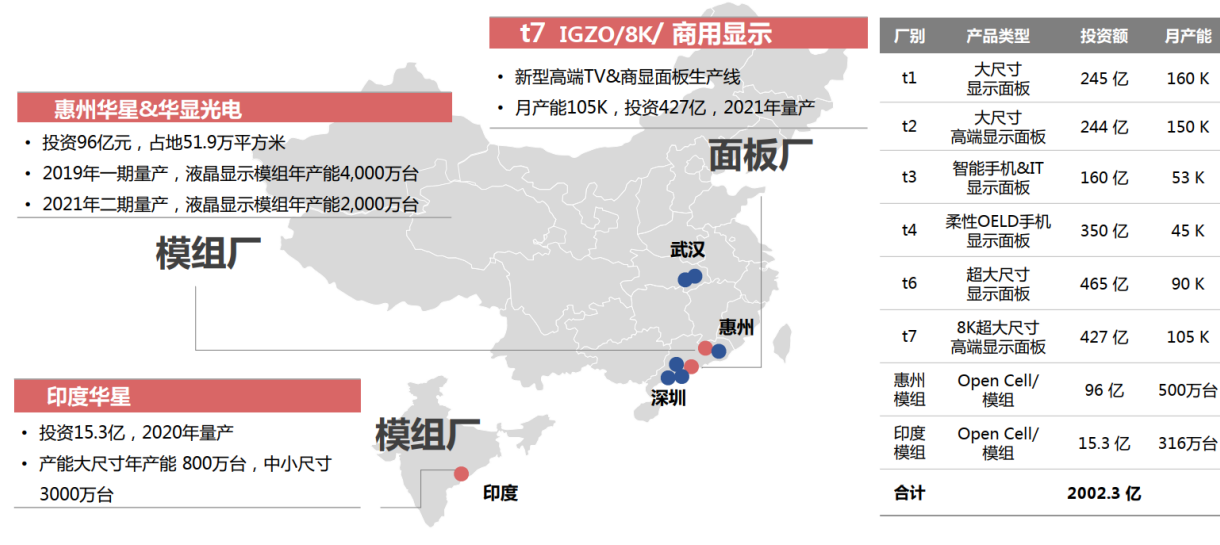 t7 IGZO/8K/ 商用显示
• 新型高端TV&商显面板生产线
• 月产能105K，投资427亿，2021年量产
面板厂
惠州华星&华显光电
• 投资96亿元，占地51.9万平方米
• 2019年一期量产，液晶显示模组年产能4,000万台
• 2021年二期量产，液晶显示模组年产能2,000万台
模组厂
武汉
惠州
深圳
印度华星
• 投资15.3亿，2020年量产
• 产能大尺寸年产能 800万台，中小尺寸
3000万台
模组厂
印度
厂别 产品类型 投资额 月产能
t1 大尺寸 245 亿 160 K
显示面板
t2 大尺寸 244 亿 150 K
高端显示面板
t3 智能手机&IT 160 亿 53 K
显示面板
t4 柔性OELD手机 350 亿 45 K
显示面板
t6 超大尺寸 465 亿 90 K
显示面板
t7 8K超大尺寸 427 亿 105 K
高端显示面板
惠州 Open Cell/ 96 亿 500万台
模组 模组
印度 Open Cell/ 15.3 亿 316万台
模组 模组
合计 2002.3 亿